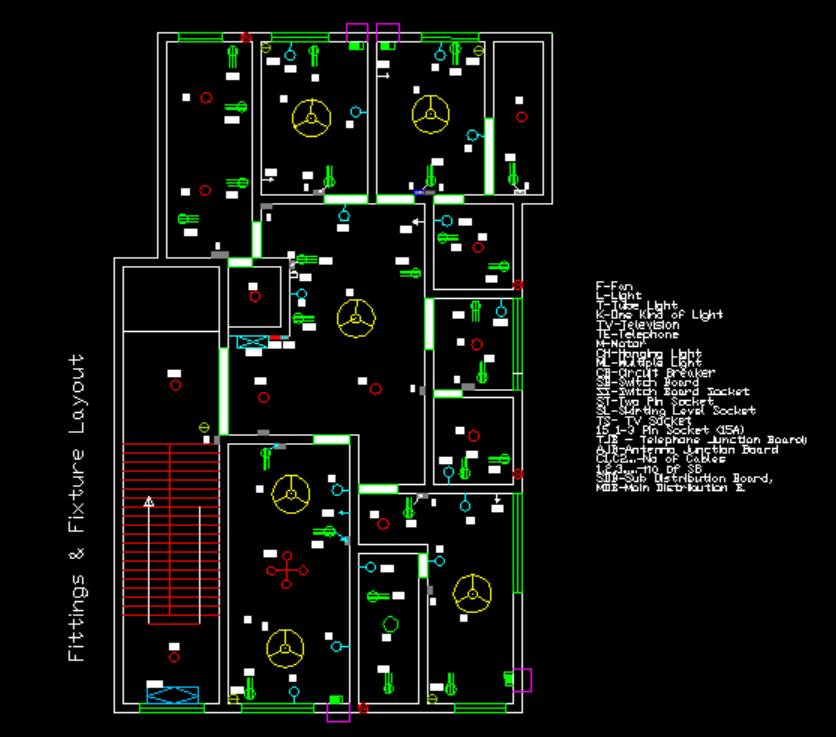 Fittings & Fixture Layout
F-Fan
L-Light
T-Tube Light
K-One Kind of Light
TV-Television
TE-Telephone
M-Motor
CH-Hanging Light
ML-Multiple Light
CB-Circuit Breaker
SB-Switch Board
SS-Switch Board Socket
ST-Two Pin Socket
SL-Skirting Level Socket
TS- TV Socket
15,1-3 Pin Socket (15A)
TJB - Telephone Junction Board
AJB-Antenna Junction Board
C1,C2...-No of Cables
1,2,3....-no of SB
SDB-Sub Distribution Board,
MDB-Main Distribution B.